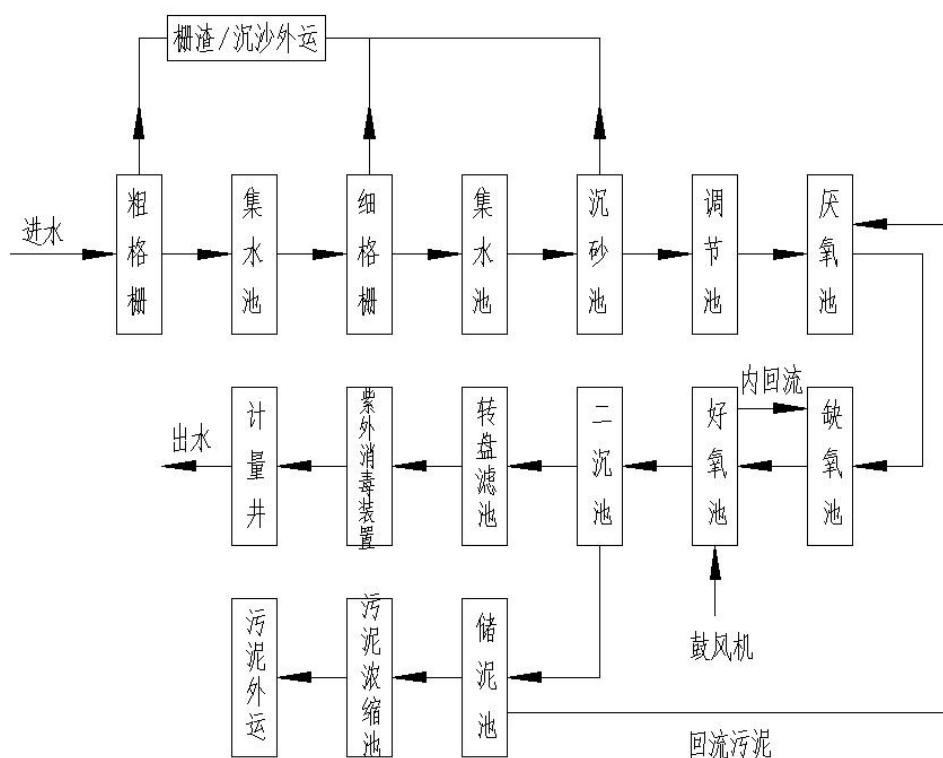 栅渣/沉沙外运
进水
粗格栅
集水池
细格栅
集水池
沉砂池
调节池
厌氧池
出水
计量井
紫外消毒装置
转盘滤池
二沉池
好氧池
内回流
缺氧池
污泥外运
污泥浓缩池
储泥池
鼓风机
回流污泥